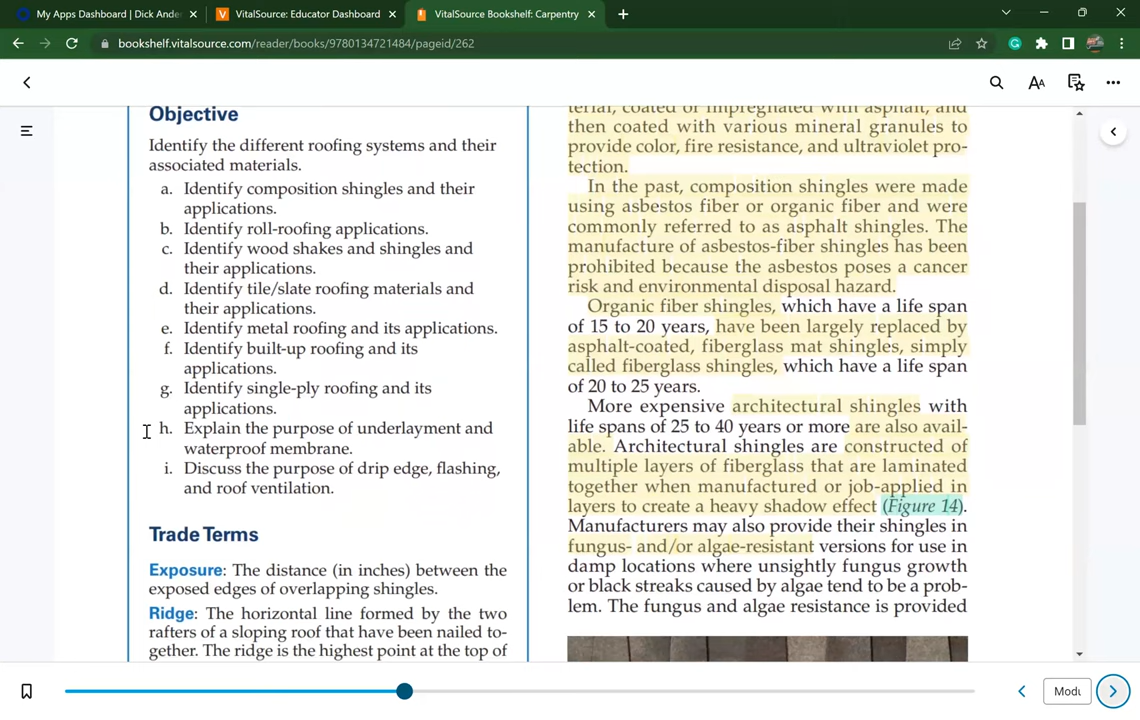 My Apps Dashboard | Dick Ander
VitalSource: Educator Dashboard
VitalSource Bookshelf: Carpentry
bookshelf.vitalsource.com/reader/books/9780134721484/pageid/262
Objective
Identify the different roofing systems and their
associated materials.
a. Identify composition shingles and their
applications.
b. Identify roll-roofing applications.
c. Identify wood shakes and shingles and
their applications.
d. Identify tile/slate roofing materials and
their applications.
e. Identify metal roofing and its applications.
f. Identify built-up roofing and its
applications.
g. Identify single-ply roofing and its
applications.
h. Explain the purpose of underlayment and
waterproof membrane.
i. Discuss the purpose of drip edge, flashing,
and roof ventilation.
Trade Terms
Exposure: The distance (in inches) between the
exposed edges of overlapping shingles.
Ridge: The horizontal line formed by the two
rafters of a sloping roof that have been nailed to-
gether. The ridge is the highest point at the top of
terial, coated or impregnated with asphalt, and
then coated with various mineral granules to
provide color, fire resistance, and ultraviolet pro-
tection.
In the past, composition shingles were made
using asbestos fiber or organic fiber and were
commonly referred to as asphalt shingles. The
manufacture of asbestos-fiber shingles has been
prohibited because the asbestos poses a cancer
risk and environmental disposal hazard.
Organic fiber shingles, which have a life span
of 15 to 20 years, have been largely replaced by
asphalt-coated, fiberglass mat shingles, simply
called fiberglass shingles, which have a life span
of 20 to 25 years.
More expensive architectural shingles with
life spans of 25 to 40 years or more are also avail-
able. Architectural shingles are constructed of
multiple layers of fiberglass that are laminated
together when manufactured or job-applied in
layers to create a heavy shadow effect (Figure 14).
Manufacturers may also provide their shingles in
fungus- and/or algae-resistant versions for use in
damp locations where unsightly fungus growth
or black streaks caused by algae tend to be a prob-
lem. The fungus and algae resistance is provided
Modu